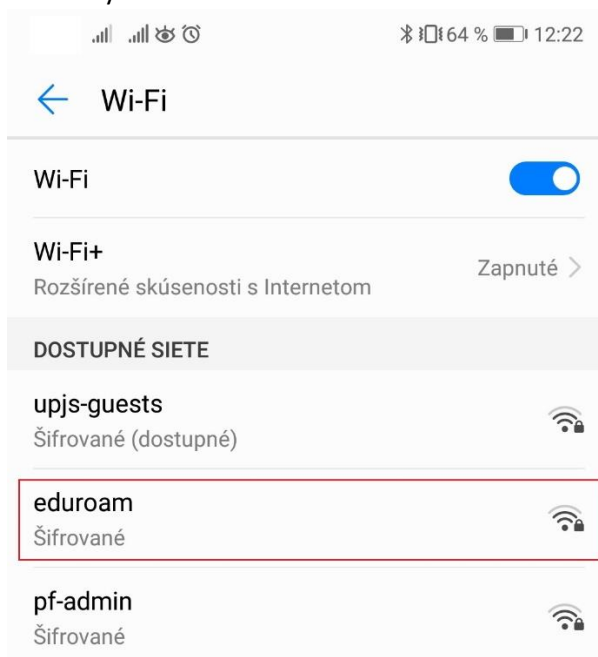 64 % 12:22
Wi-Fi
Wi-Fi
Wi-Fi+
Zapnuté
Rozšírené skúsenosti s Internetom
DOSTUPNÉ SIETE
upjs-guests
Šifrované (dostupné)
eduroam
Šifrované
pf-admin
Šifrované